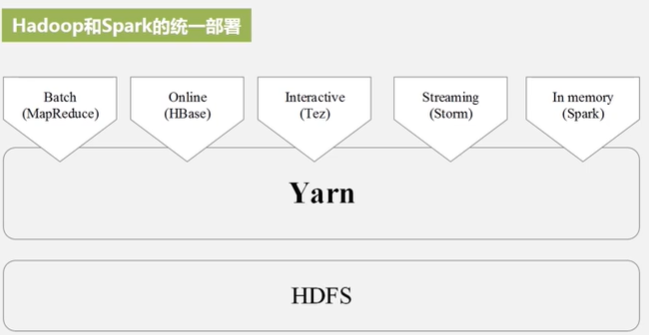 Hadoop和Spark的统一部署
Batch
(MapReduce)
Online
(HBase)
Interactive
(Tez)
Streaming
(Storm)
In memory
(Spark)
Yarn
HDFS